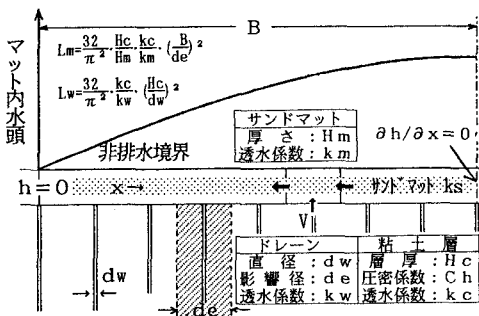 B
マット内水頭
Lm=32/π²・Hc/Hm・kc/km・(B/de)²
Lw=32/π²・kc/kw・(Hc/dw)²
サンドマット
厚さ:Hm
透水係数:km
∂h/∂x=0
非排水境界
h=0 x→ サンドマット ks
V
ドレーン 粘土層
直径:dw 層厚:Hc
影響径:de 圧密係数:Ch
透水係数:kw 透水係数:kc
dw
de